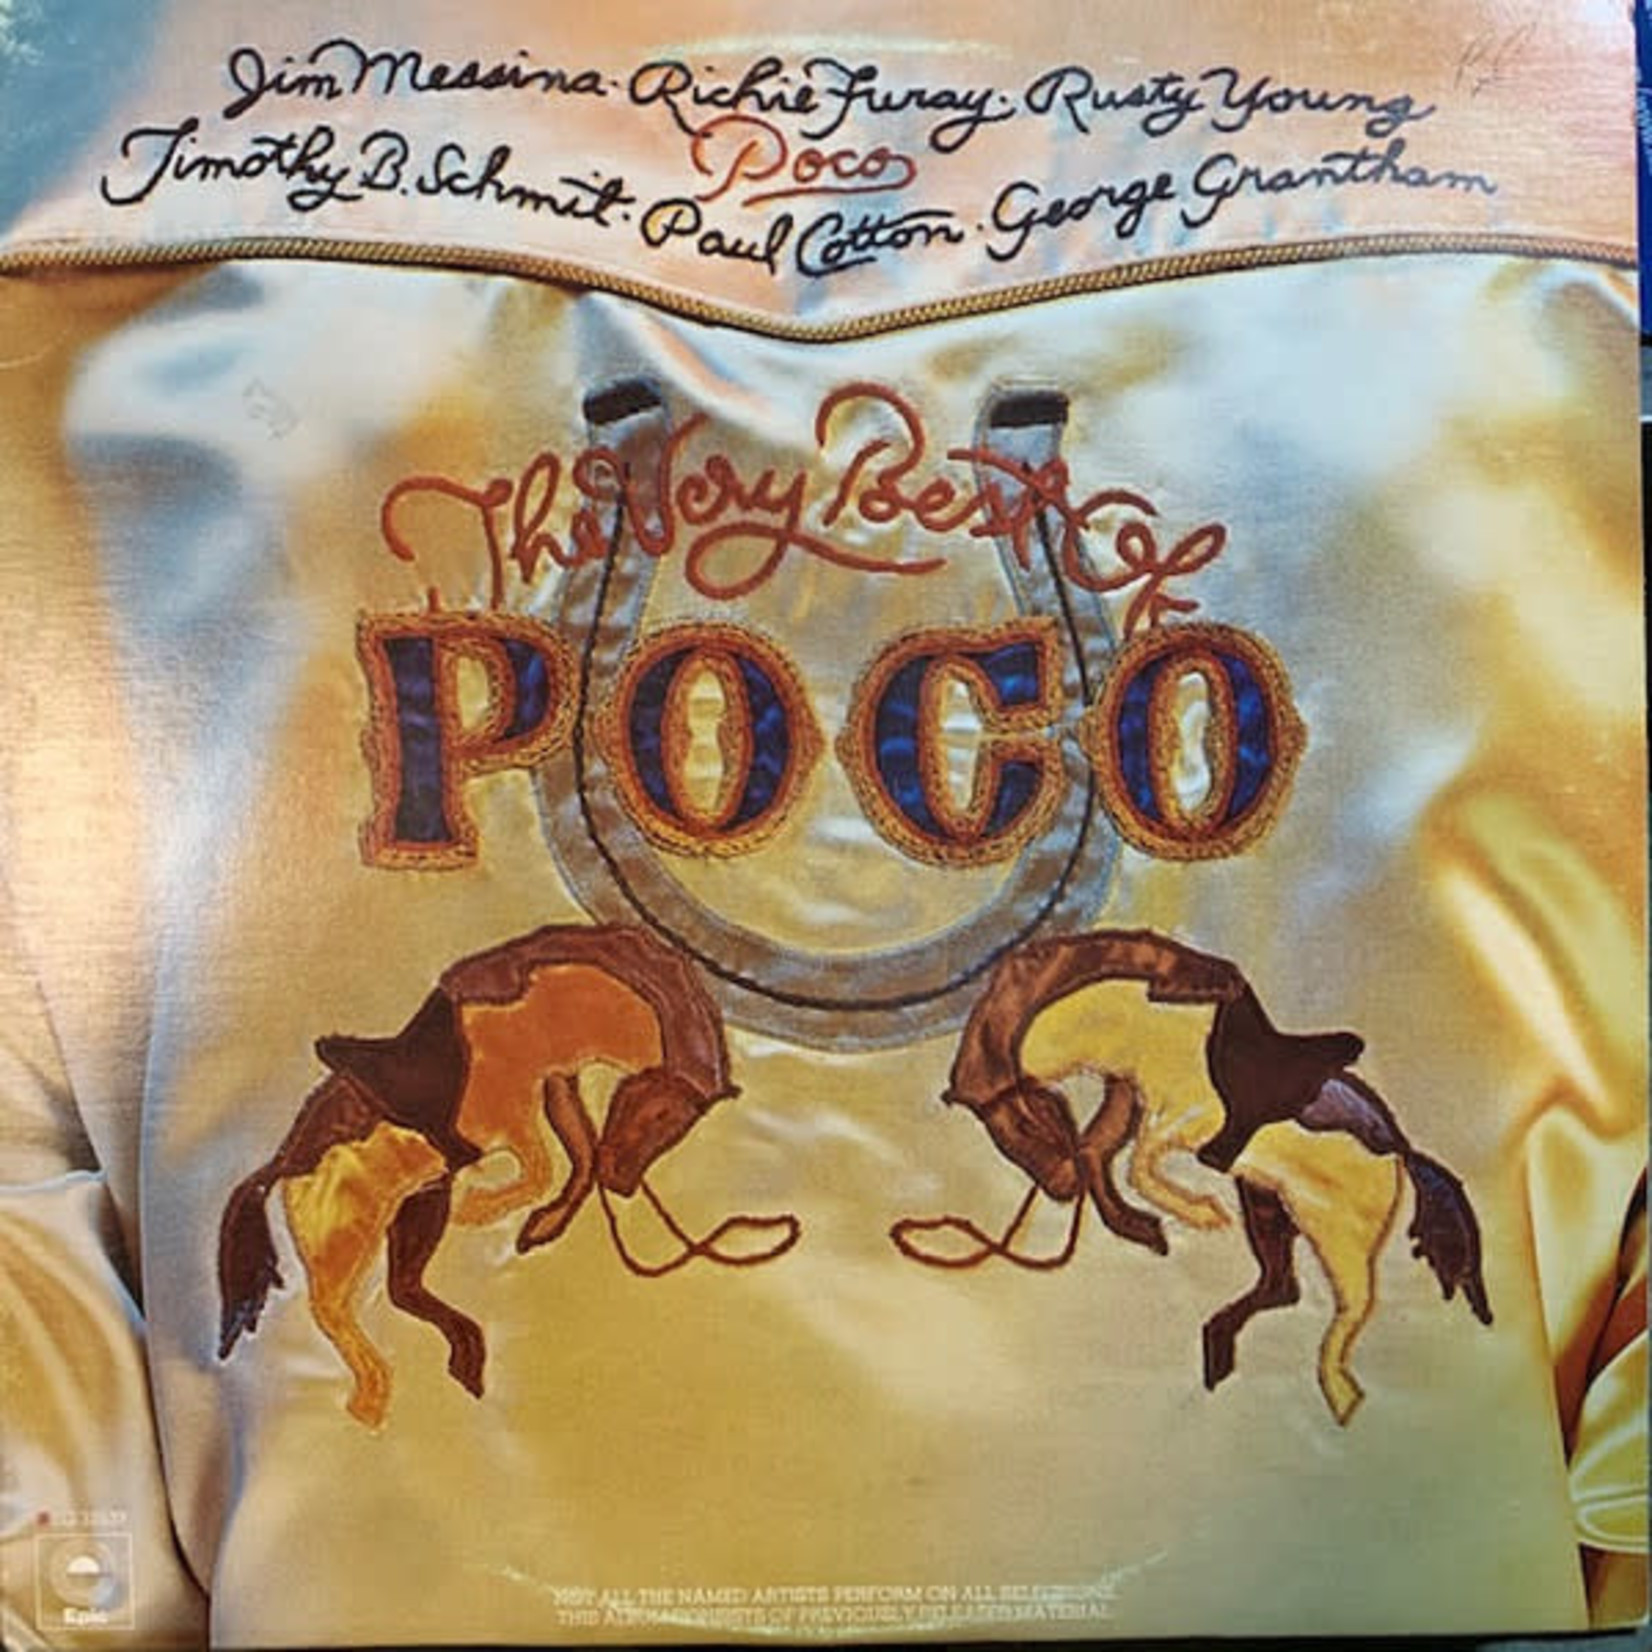 Jim Messina · Richie Furay · Rusty Young
Poco
Timothy B. Schmit · Paul Cotton · George Grantham
The Very Best Of
POCO
Epic
NOT ALL THE NAMED ARTISTS PERFORM ON ALL SELECTIONS.
THIS ALBUM CONSISTS OF PREVIOUSLY RELEASED MATERIAL.